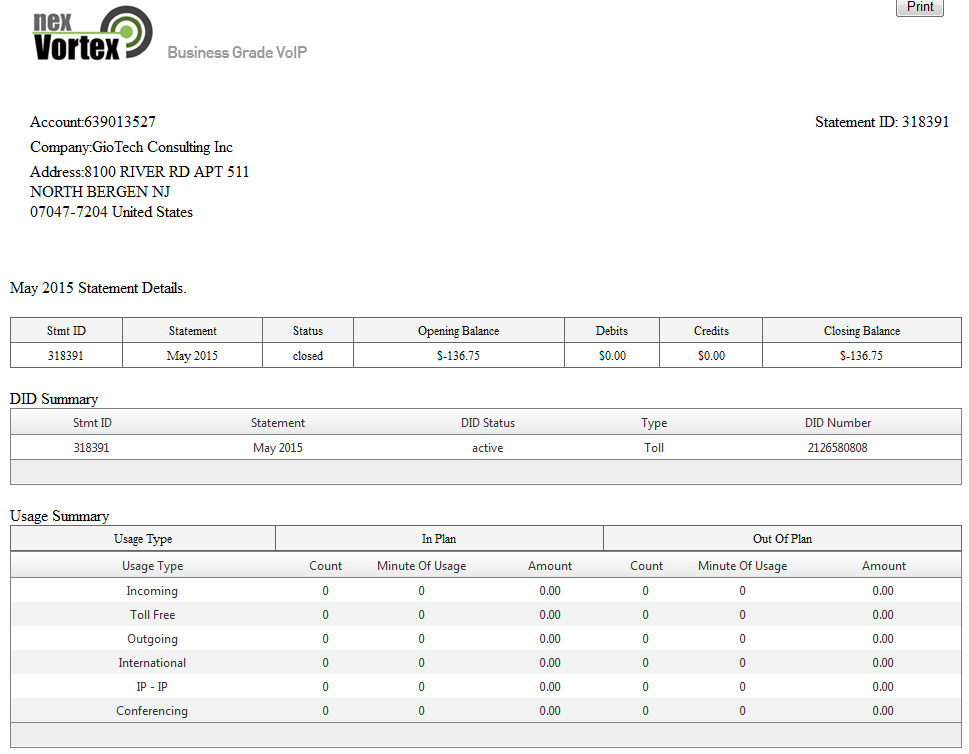 Print
nex
Vortex
Business Grade VoIP
Account:639013527 Statement ID: 318391
Company:GioTech Consulting Inc
Address:8100 RIVER RD APT 511
NORTH BERGEN NJ
07047-7204 United States
May 2015 Statement Details.
Stmt ID Statement Status Opening Balance Debits Credits Closing Balance
318391 May 2015 closed $-136.75 $0.00 $0.00 $-136.75
DID Summary
Stmt ID Statement DID Status Type DID Number
318391 May 2015 active Toll 2126580808
Usage Summary
Usage Type In Plan Out Of Plan
Usage Type Count Minute Of Usage Amount Count Minute Of Usage Amount
Incoming 0 0 0.00 0 0 0.00
Toll Free 0 0 0.00 0 0 0.00
Outgoing 0 0 0.00 0 0 0.00
International 0 0 0.00 0 0 0.00
IP - IP 0 0 0.00 0 0 0.00
Conferencing 0 0 0.00 0 0 0.00